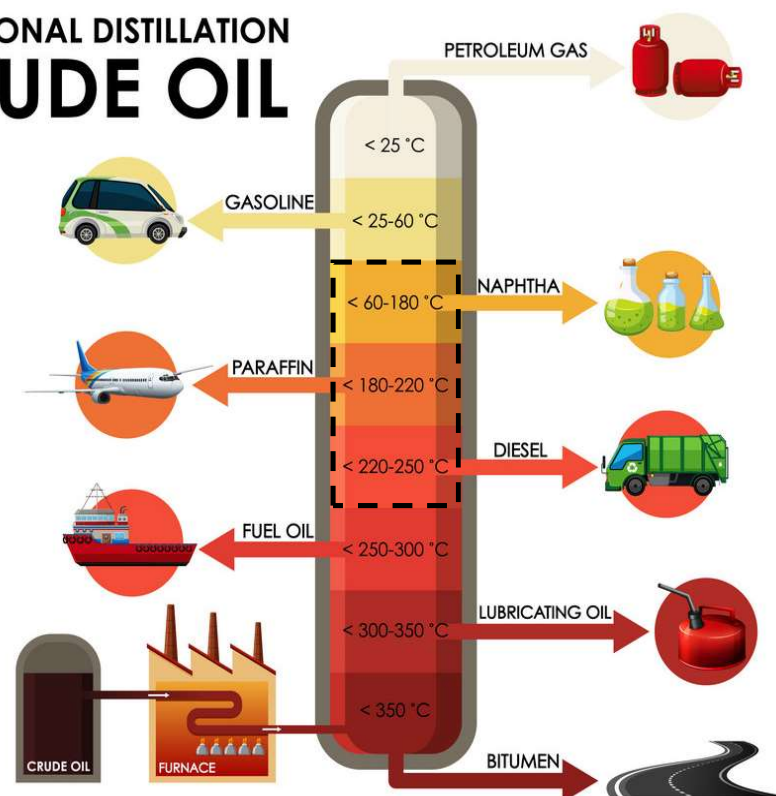 ONAL DISTILLATION
UDE OIL
PETROLEUM GAS
< 25 °C
GASOLINE
< 25-60 °C
NAPHTHA
< 60-180 °C
PARAFFIN
< 180-220 °C
DIESEL
< 220-250 °C
FUEL OIL
< 250-300 °C
LUBRICATING OIL
< 300-350 °C
< 350 °C
CRUDE OIL
FURNACE
BITUMEN